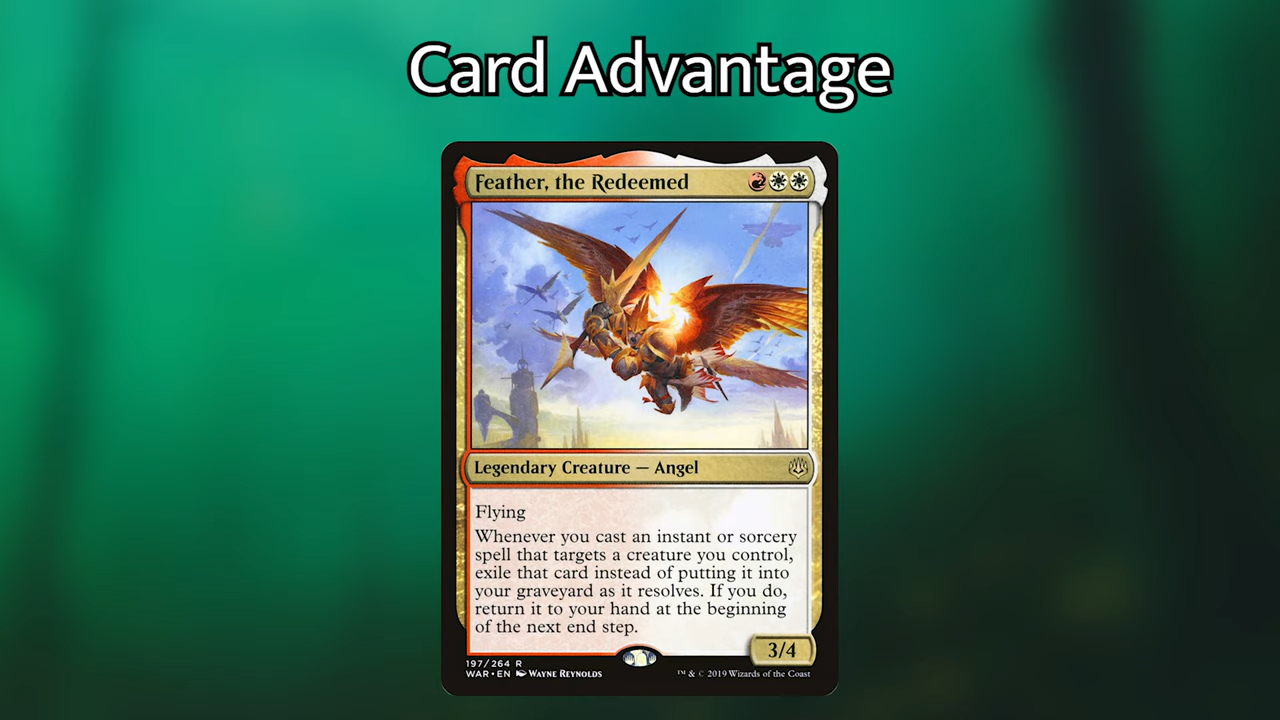 Card Advantage
Feather, the Redeemed
Legendary Creature — Angel
Flying
Whenever you cast an instant or sorcery
spell that targets a creature you control,
exile that card instead of putting it into
your graveyard as it resolves. If you do,
return it to your hand at the beginning
of the next end step.
3/4
197/264 R
WAR • EN Wayne Reynolds
™ & © 2019 Wizards of the Coast